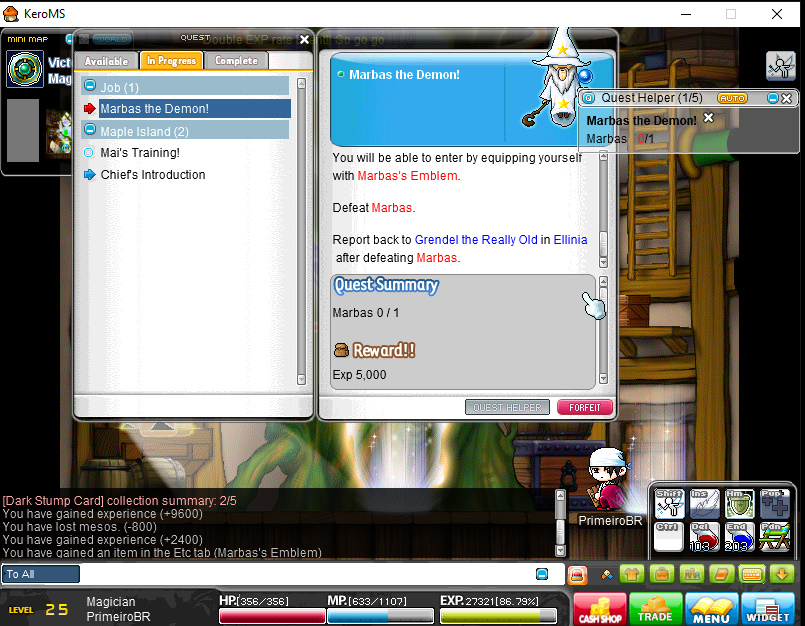 KeroMS
MINI MAP
WORLD
QUEST
Double EXP rate
Vict
Mag
Available
In Progress
Complete
Job (1)
Marbas the Demon!
Maple Island (2)
Mai's Training!
Chief's Introduction
Marbas the Demon!
You will be able to enter by equipping yourself
with Marbas's Emblem.
Defeat Marbas.
Report back to Grendel the Really Old in Ellinia
after defeating Marbas.
Quest Summary
Marbas 0 / 1
Reward!!
Exp 5,000
QUEST HELPER
FORFEIT
Quest Helper (1/5)
AUTO
Marbas the Demon!
Marbas 0/1
[Dark Stump Card] collection summary: 2/5
You have gained experience (+9600)
You have lost mesos. (-800)
You have gained experience (+2400)
You have gained an item in the Etc tab (Marbas's Emblem)
PrimeiroBR
Shift Ins Hm Pup
Ctrl Del End Pdn
103 203
To All
LEVEL 25
Magician
PrimeiroBR
HP.[356/356]
MP.[633/1107]
EXP.27321[86.79%]
CASH SHOP
TRADE
MENU
WIDGET